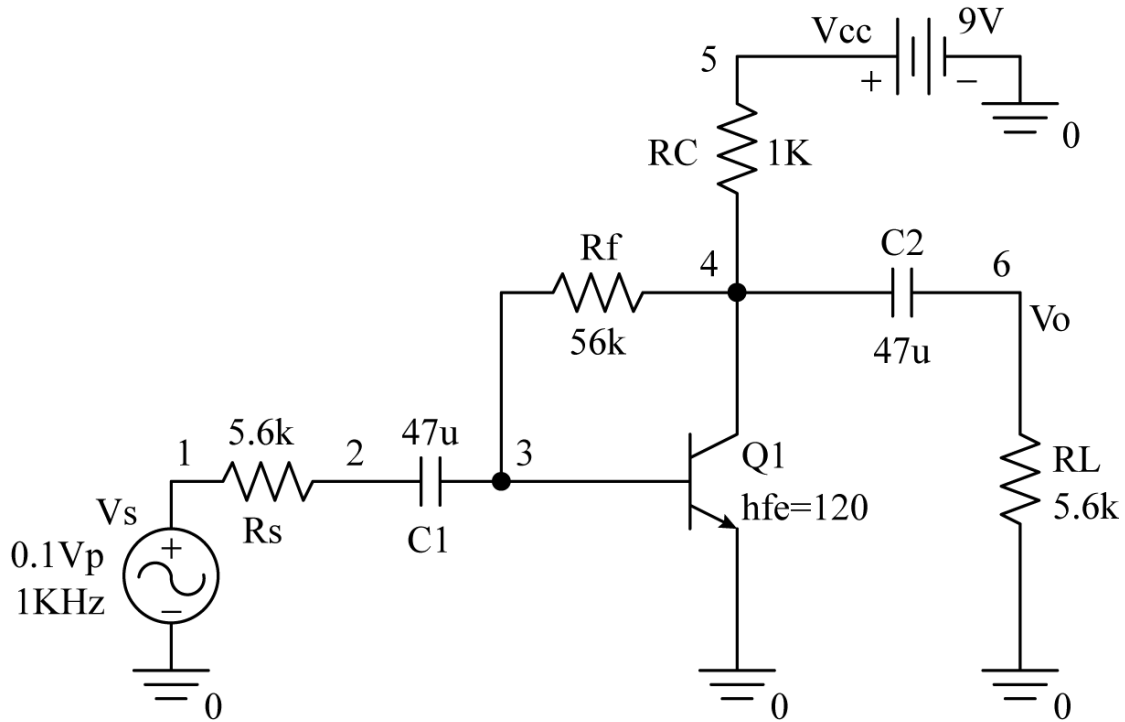 Vcc
9V
5
+
−
0
RC
1K
Rf
4
C2
6
Vo
56k
47u
5.6k
47u
1
2
3
Q1
RL
Vs
Rs
C1
hfe=120
5.6k
0.1Vp
+
1KHz
−
0
0
0